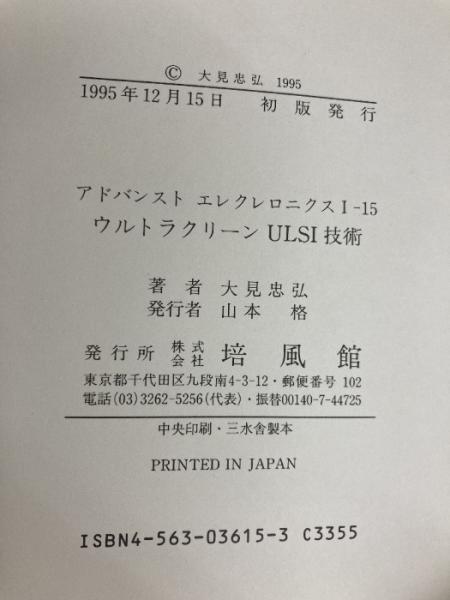 © 大見忠弘 1995
1995年12月15日 初版発行
アドバンスト エレクレロニクスⅠ-15
ウルトラクリーン ULSI 技術
著者 大見忠弘
発行者 山本格
発行所 株式会社 培風館
東京都千代田区九段南4-3-12・郵便番号 102
電話(03)3262-5256(代表)・振替00140-7-44725
中央印刷・三水舎製本
PRINTED IN JAPAN
ISBN4-563-03615-3 C3355